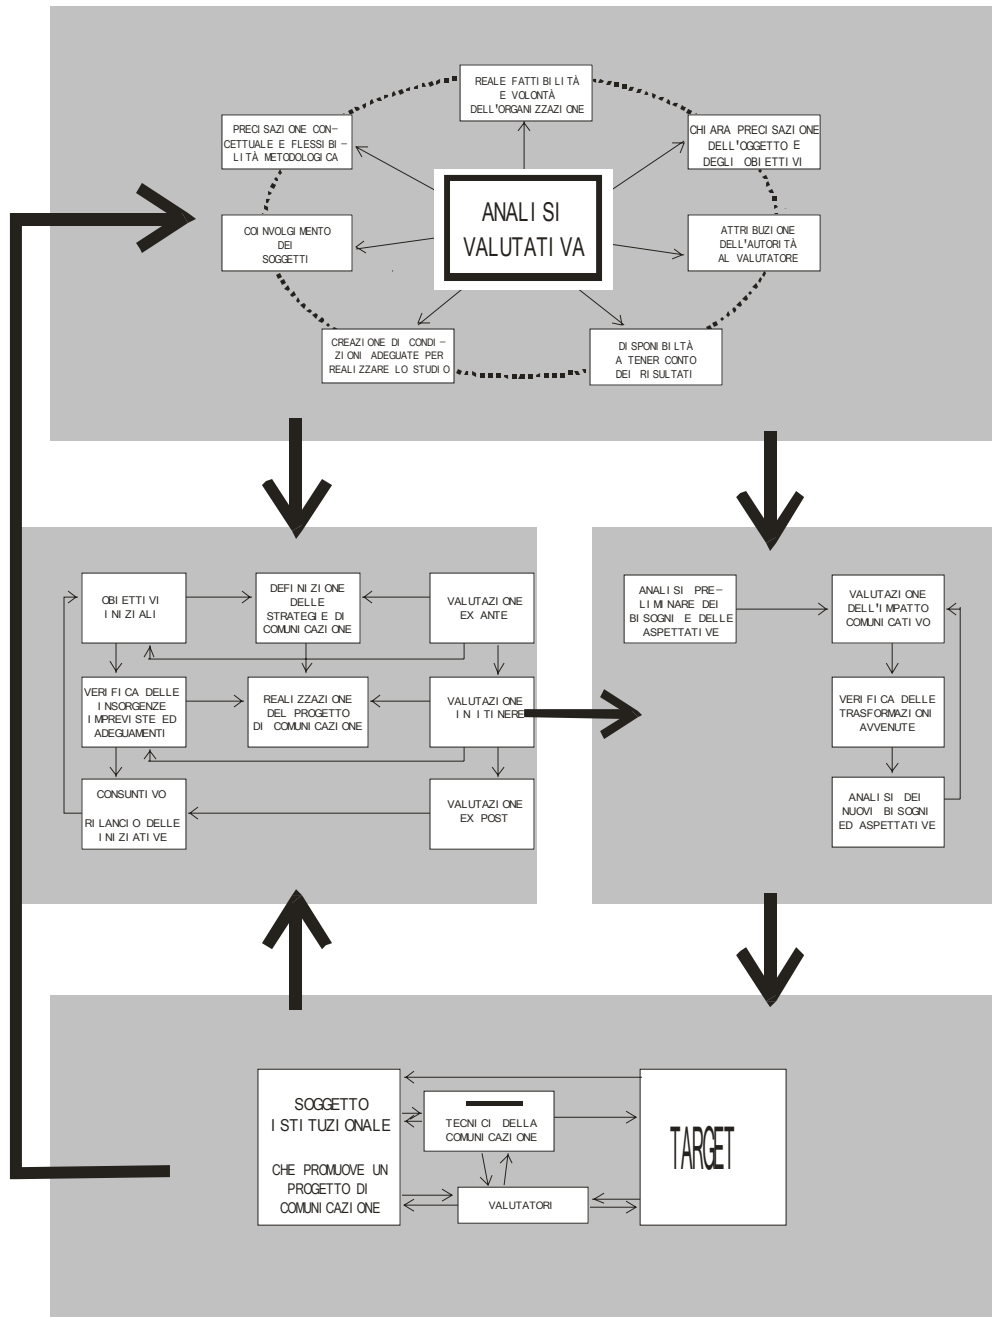 REALE FATTIBILITÀ
E VOLONTÀ
DELL'ORGANIZZAZIONE
PRECISAZIONE CON-
CETTUALE E FLESSIBI-
LITÀ METODOLOGICA
CHIARA PRECISAZIONE
DELL'OGGETTO E
DEGLI OBIETTIVI
ANALISI
VALUTATIVA
COINVOLGIMENTO
DEI
SOGGETTI
ATTRIBUZIONE
DELL'AUTORITÀ
AL VALUTATORE
CREAZIONE DI CONDI-
ZIONI ADEGUATE PER
REALIZZARE LO STUDIO
DISPONIBILTÀ
A TENER CONTO
DEI RISULTATI
OBIETTIVI
INIZIALI
DEFINIZIONE
DELLE
STRATEGIE DI
COMUNICAZIONE
VALUTAZIONE
EX ANTE
VERIFICA DELLE
INSORGENZE
IMPREVISTE ED
ADEGUAMENTI
REALIZZAZIONE
DEL PROGETTO
DI COMUNICAZIONE
VALUTAZIONE
IN ITINERE
CONSUNTIVO
RILANCIO DELLE
INIZIATIVE
VALUTAZIONE
EX POST
ANALISI PRE-
LIMINARE DEI
BISOGNI E DELLE
ASPETTATIVE
VALUTAZIONE
DELL'IMPATTO
COMUNICATIVO
VERIFICA DELLE
TRASFORMAZIONI
AVVENUTE
ANALISI DEI
NUOVI BISOGNI
ED ASPETTATIVE
SOGGETTO
ISTITUZIONALE
CHE PROMUOVE UN
PROGETTO DI
COMUNICAZIONE
TECNICI DELLA
COMUNICAZIONE
VALUTATORI
TARGET